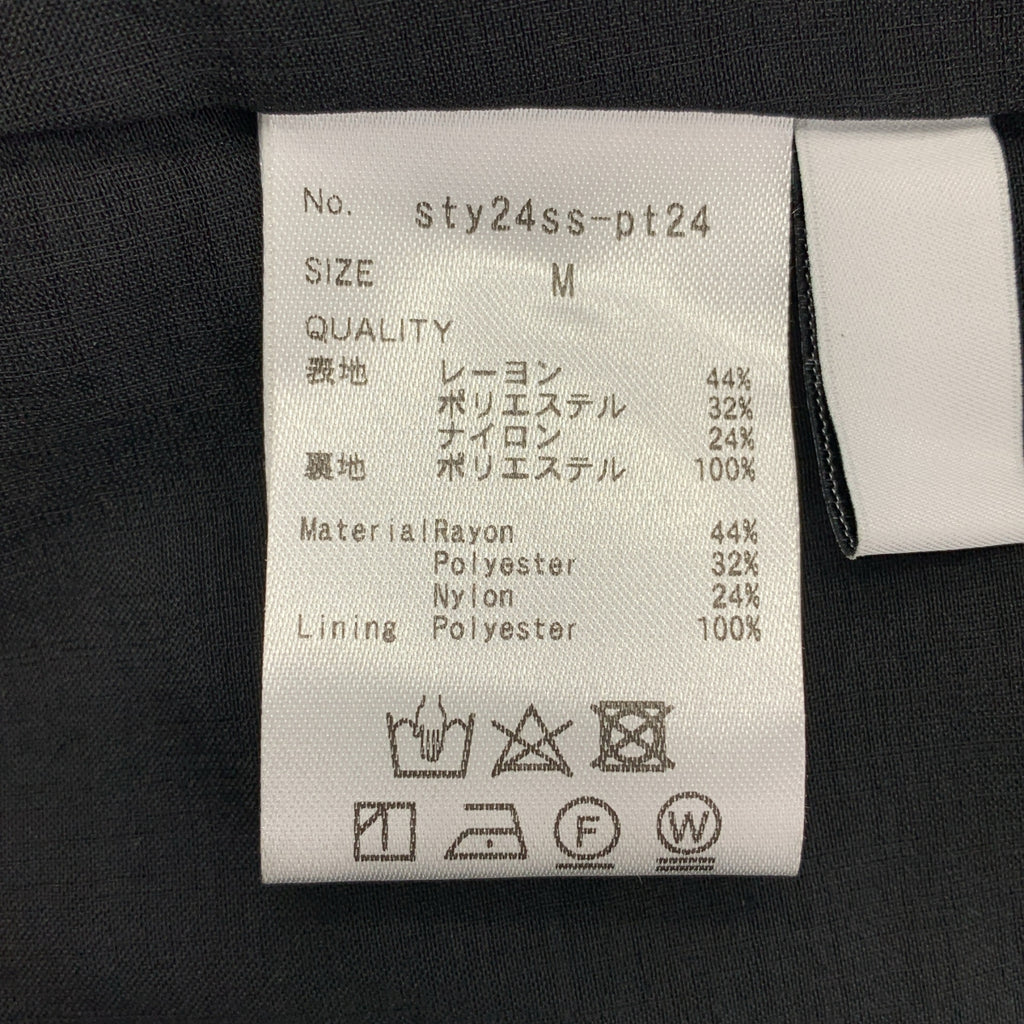 No. sty24ss-pt24
SIZE M
QUALITY
表地 レーヨン 44%
ポリエステル 32%
ナイロン 24%
裏地 ポリエステル 100%
Material Rayon 44%
Polyester 32%
Nylon 24%
Lining Polyester 100%
F W